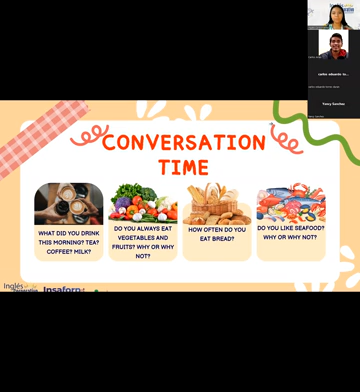 CONVERSATION
TIME
WHAT DID YOU DRINK
THIS MORNING? TEA?
COFFEE? MILK?
DO YOU ALWAYS EAT
VEGETABLES AND
FRUITS? WHY OR WHY
NOT?
HOW OFTEN DO YOU
EAT BREAD?
DO YOU LIKE SEAFOOD?
WHY OR WHY NOT?
Inglés
Insaforp
Yancy Sanchez